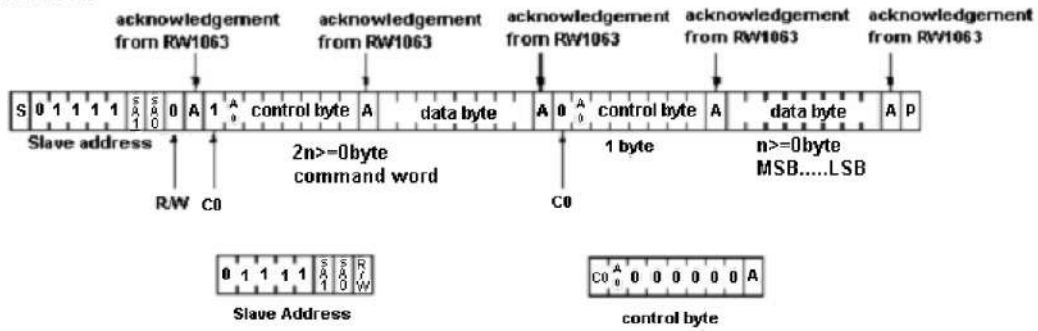 acknowledgement acknowledgement acknowledgement acknowledgement acknowledgement
from RW1063 from RW1063 from RW1063 from RW1063 from RW1063
S 0 1 1 1 1 SA1 SA0 0 A 1 A0 control byte A data byte A 0 A0 control byte A data byte A P
Slave address 2n>=0byte 1 byte n>=0byte
command word MSB.....LSB
R/W C0 C0
0 1 1 1 1 SA1 SA0 R/W C0 A0 0 0 0 0 0 0 A
Slave Address control byte